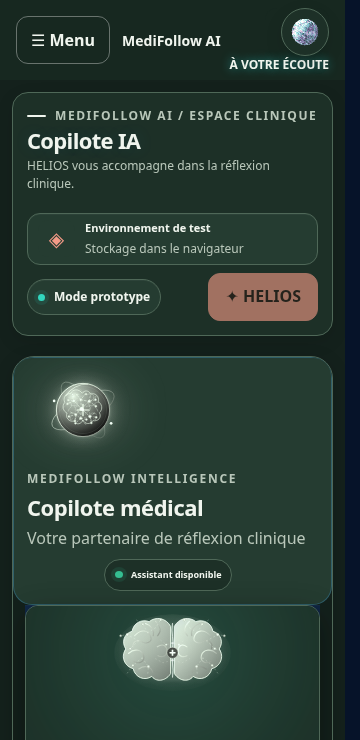 ☰ Menu
MediFollow AI
À VOTRE ÉCOUTE
MEDIFOLLOW AI / ESPACE CLINIQUE
Copilote IA
HELIOS vous accompagne dans la réflexion
clinique.
Environnement de test
Stockage dans le navigateur
Mode prototype
✦ HELIOS
MEDIFOLLOW INTELLIGENCE
Copilote médical
Votre partenaire de réflexion clinique
Assistant disponible